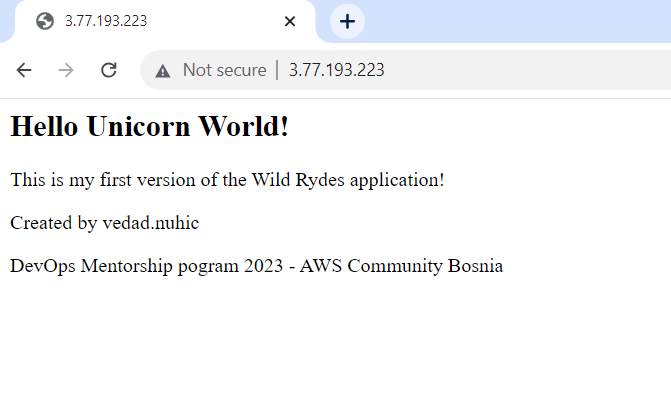 3.77.193.223
Not secure | 3.77.193.223
Hello Unicorn World!
This is my first version of the Wild Rydes application!
Created by vedad.nuhic
DevOps Mentorship pogram 2023 - AWS Community Bosnia